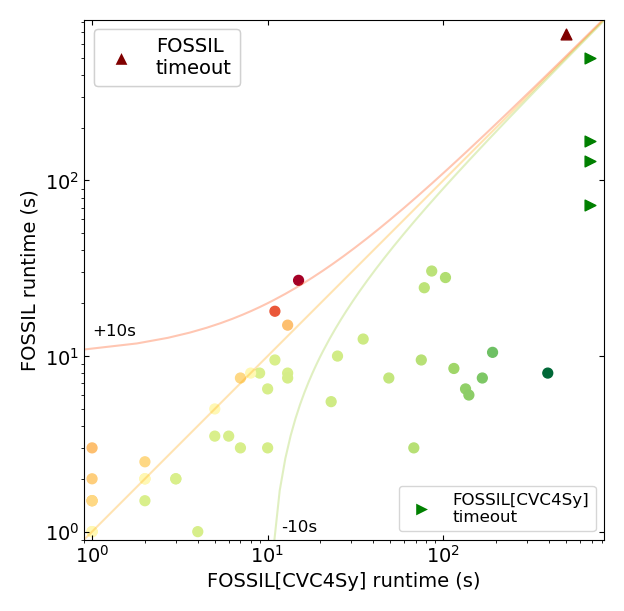 FOSSIL
timeout
FOSSIL runtime (s)
10²
10¹
10⁰
+10s
-10s
FOSSIL[CVC4Sy]
timeout
10⁰
10¹
10²
FOSSIL[CVC4Sy] runtime (s)